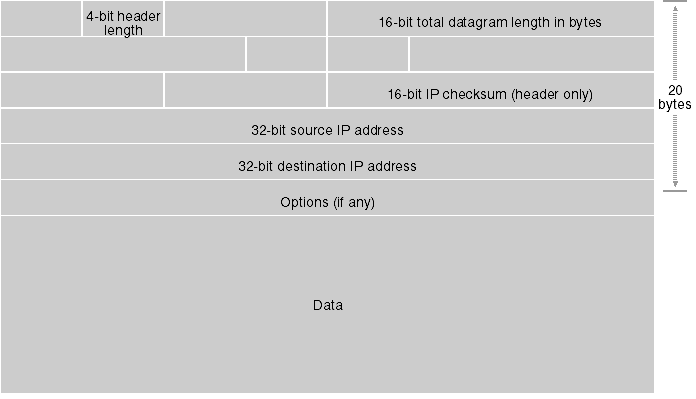 4-bit header
length
16-bit total datagram length in bytes
16-bit IP checksum (header only)
20
bytes
32-bit source IP address
32-bit destination IP address
Options (if any)
Data